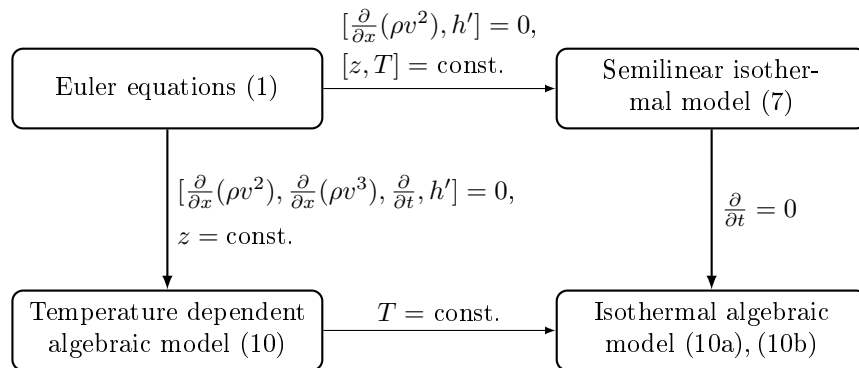 [∂/∂x(ρv²), h′] = 0,
[z, T] = const.
Euler equations (1)
Semilinear isother-
mal model (7)
[∂/∂x(ρv²), ∂/∂x(ρv³), ∂/∂t, h′] = 0,
z = const.
∂/∂t = 0
Temperature dependent
algebraic model (10)
T = const.
Isothermal algebraic
model (10a), (10b)